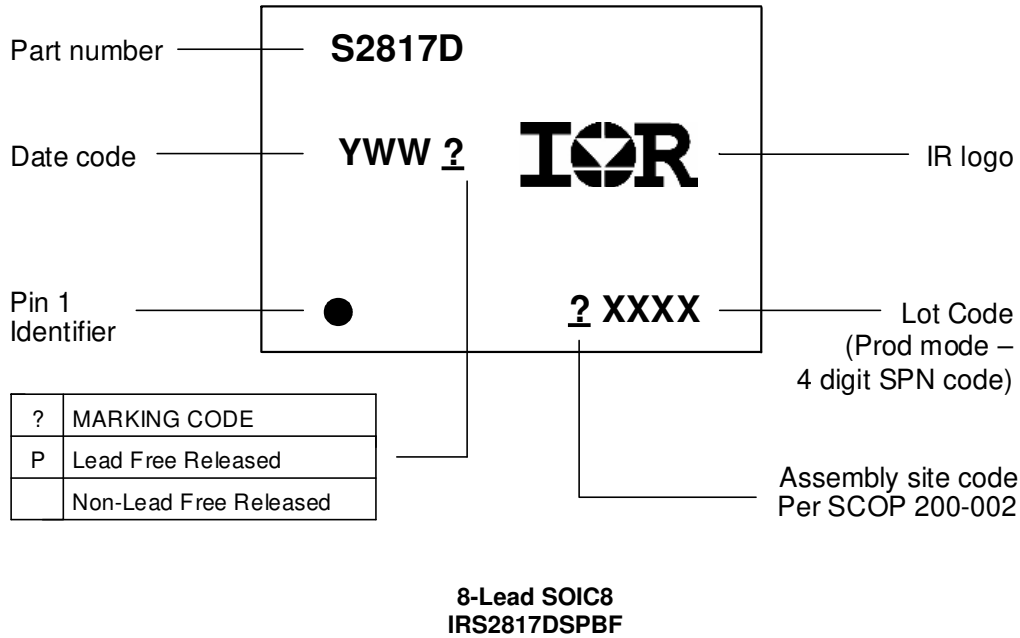 Part number
S2817D
Date code
YWW ?
IOR
IR logo
Pin 1
Identifier
? XXXX
Lot Code
(Prod mode –
4 digit SPN code)
? MARKING CODE
P Lead Free Released
Non-Lead Free Released
Assembly site code
Per SCOP 200-002
8-Lead SOIC8
IRS2817DSPBF